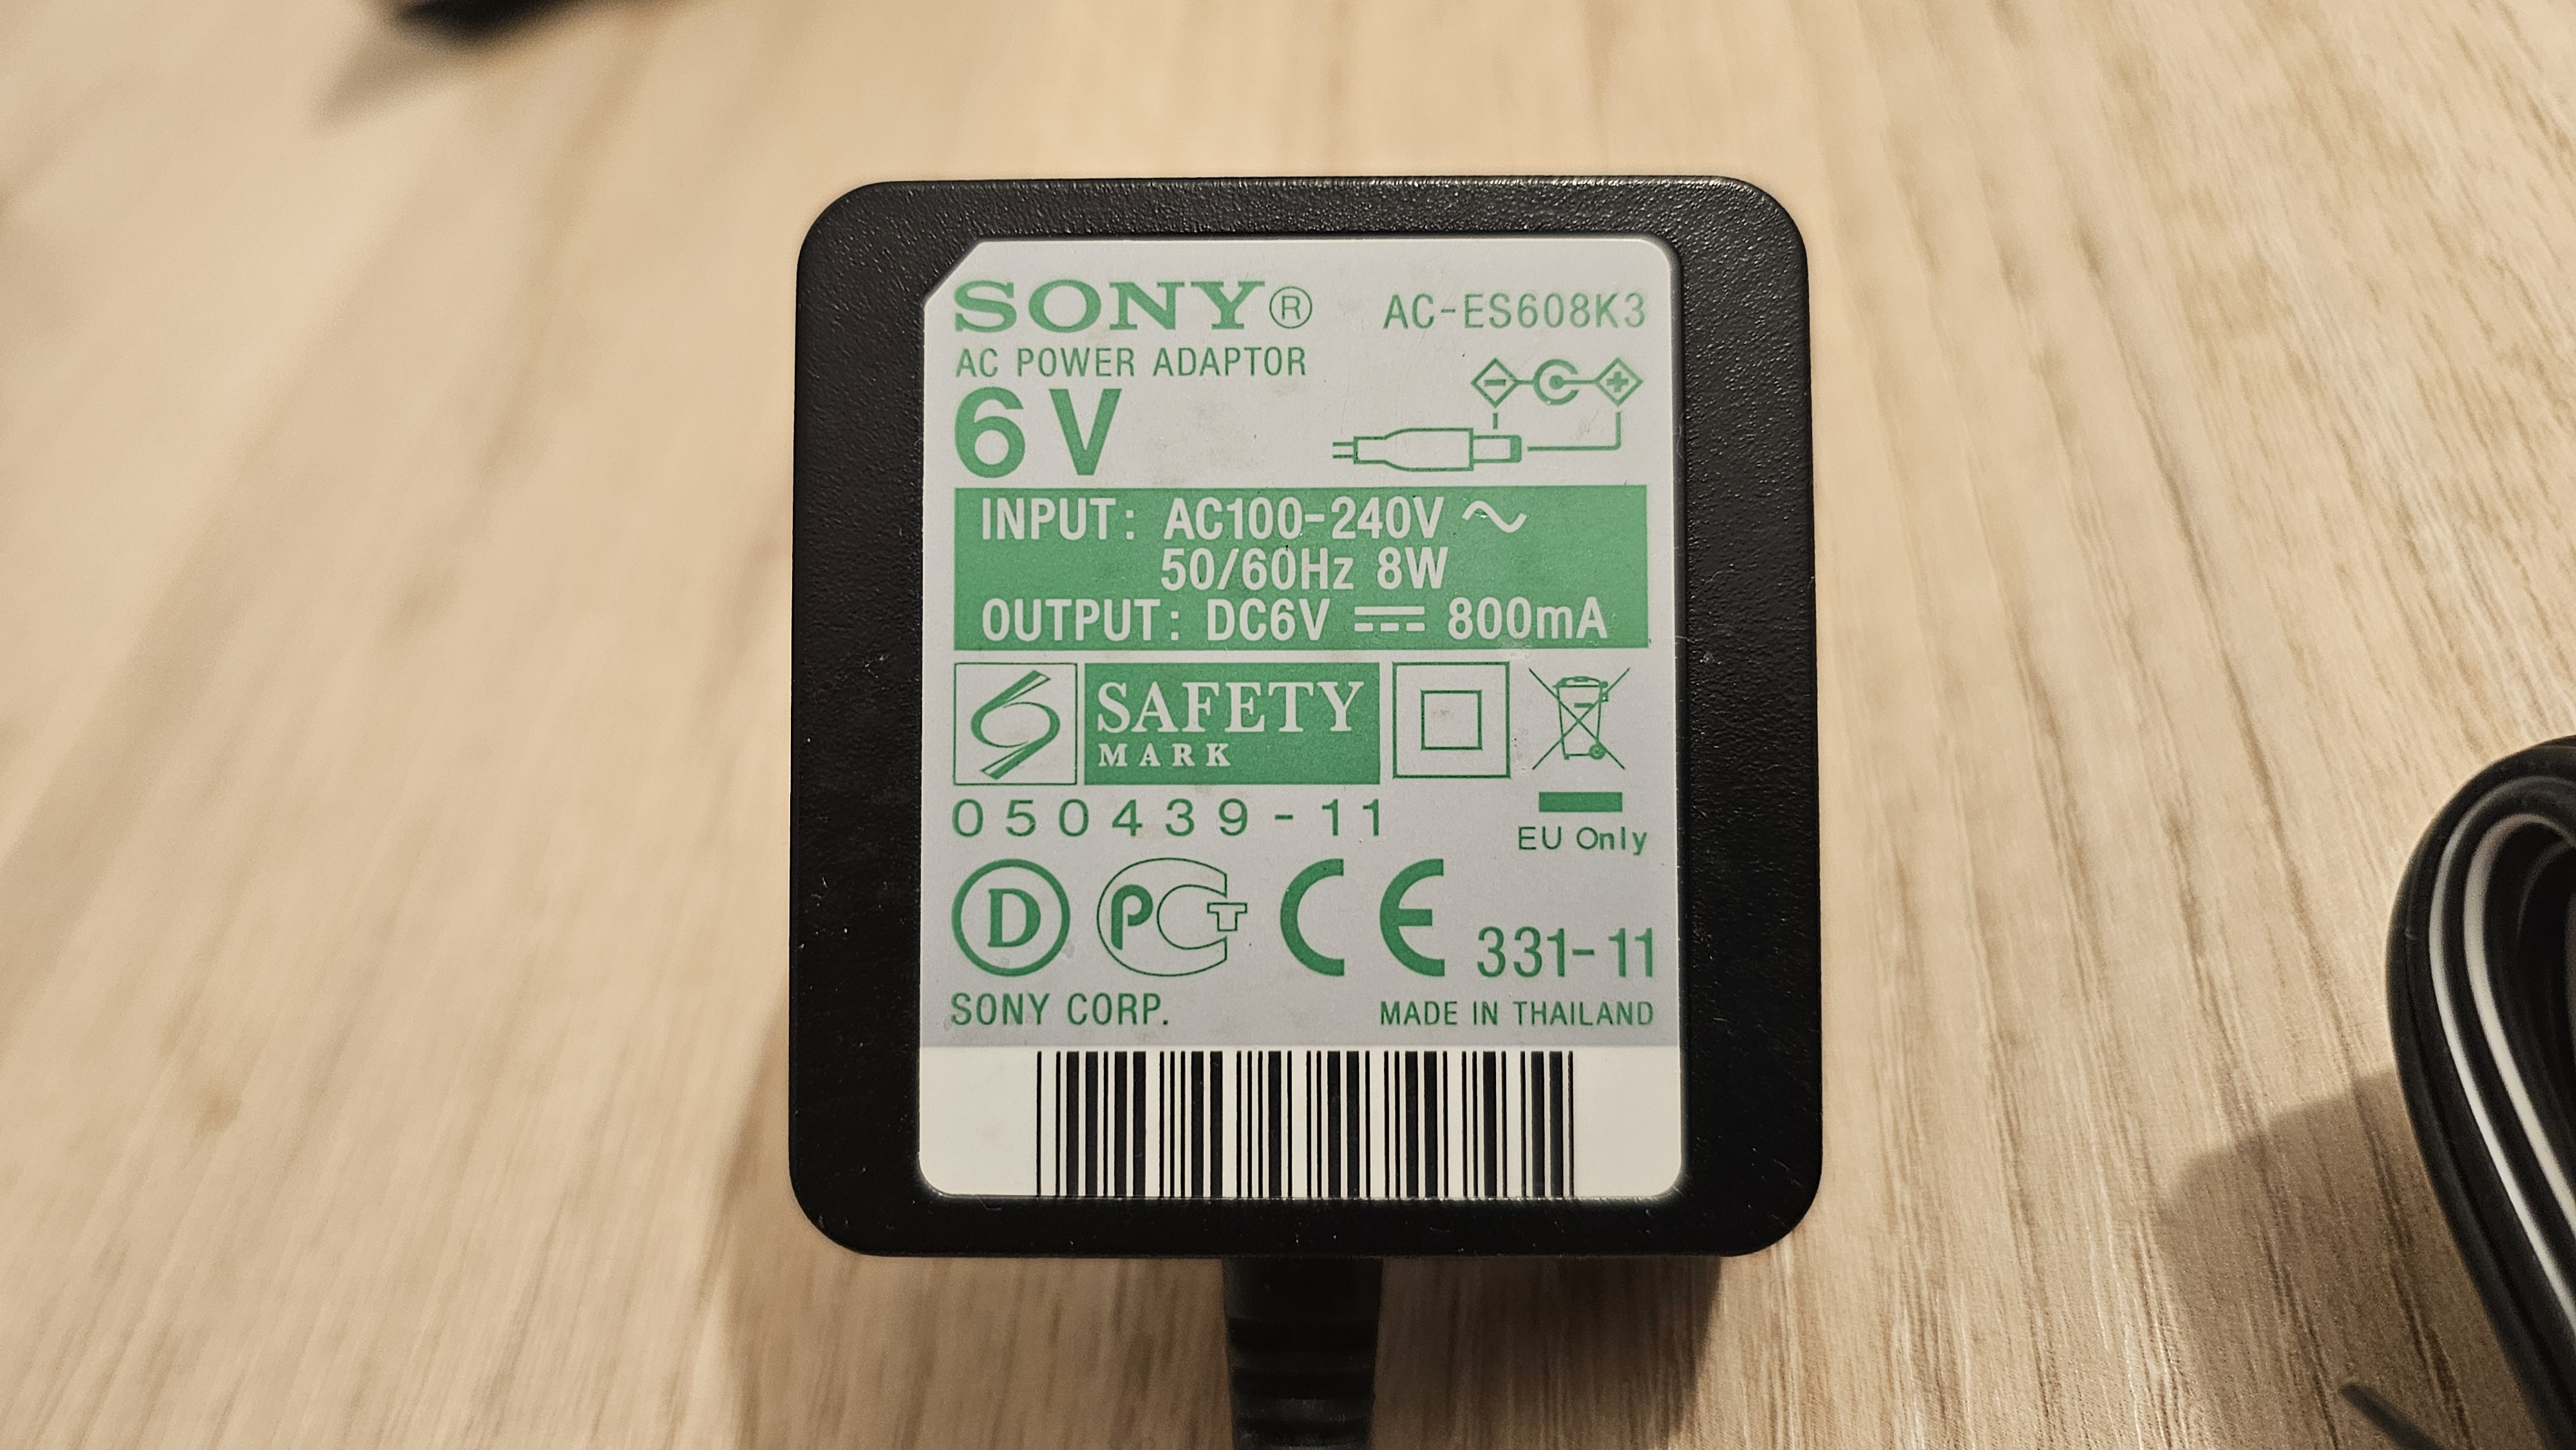 SONY® AC-ES608K3
AC POWER ADAPTOR
6V
INPUT: AC100-240V ~
50/60Hz 8W
OUTPUT: DC6V ⎓ 800mA
SAFETY
MARK
050439-11
EU Only
D PCT CE 331-11
SONY CORP. MADE IN THAILAND